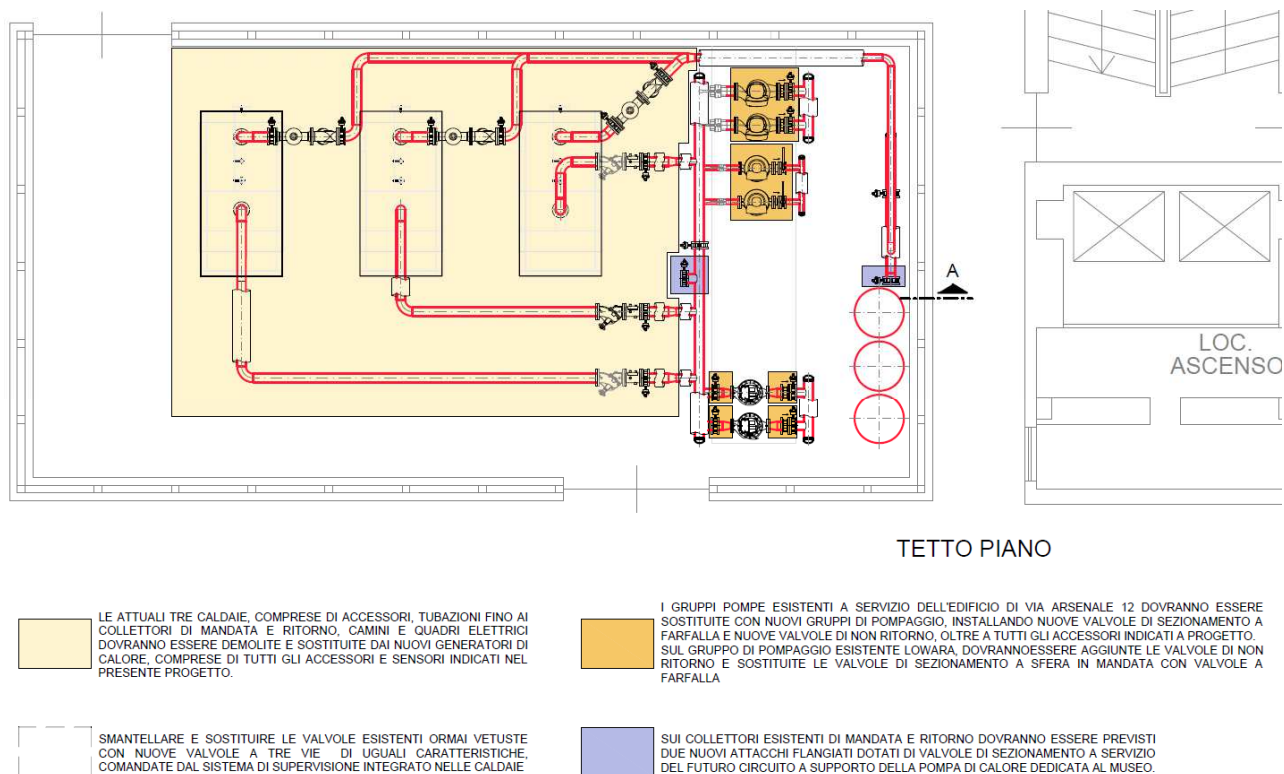 A
LOC.
ASCENSO
TETTO PIANO
LE ATTUALI TRE CALDAIE, COMPRESE DI ACCESSORI, TUBAZIONI FINO AI
COLLETTORI DI MANDATA E RITORNO, CAMINI E QUADRI ELETTRICI
DOVRANNO ESSERE DEMOLITE E SOSTITUITE DAI NUOVI GENERATORI DI
CALORE, COMPRESE DI TUTTI GLI ACCESSORI E SENSORI INDICATI NEL
PRESENTE PROGETTO.
I GRUPPI POMPE ESISTENTI A SERVIZIO DELL'EDIFICIO DI VIA ARSENALE 12 DOVRANNO ESSERE
SOSTITUITE CON NUOVI GRUPPI DI POMPAGGIO, INSTALLANDO NUOVE VALVOLE DI SEZIONAMENTO A
FARFALLA E NUOVE VALVOLE DI NON RITORNO, OLTRE A TUTTI GLI ACCESSORI INDICATI A PROGETTO.
SUL GRUPPO DI POMPAGGIO ESISTENTE LOWARA, DOVRANNOESSERE AGGIUNTE LE VALVOLE DI NON
RITORNO E SOSTITUITE LE VALVOLE DI SEZIONAMENTO A SFERA IN MANDATA CON VALVOLE A
FARFALLA
SMANTELLARE E SOSTITUIRE LE VALVOLE ESISTENTI ORMAI VETUSTE
CON NUOVE VALVOLE A TRE VIE DI UGUALI CARATTERISTICHE,
COMANDATE DAL SISTEMA DI SUPERVISIONE INTEGRATO NELLE CALDAIE
SUI COLLETTORI ESISTENTI DI MANDATA E RITORNO DOVRANNO ESSERE PREVISTI
DUE NUOVI ATTACCHI FLANGIATI DOTATI DI VALVOLE DI SEZIONAMENTO A SERVIZIO
DEL FUTURO CIRCUITO A SUPPORTO DELLA POMPA DI CALORE DEDICATA AL MUSEO.